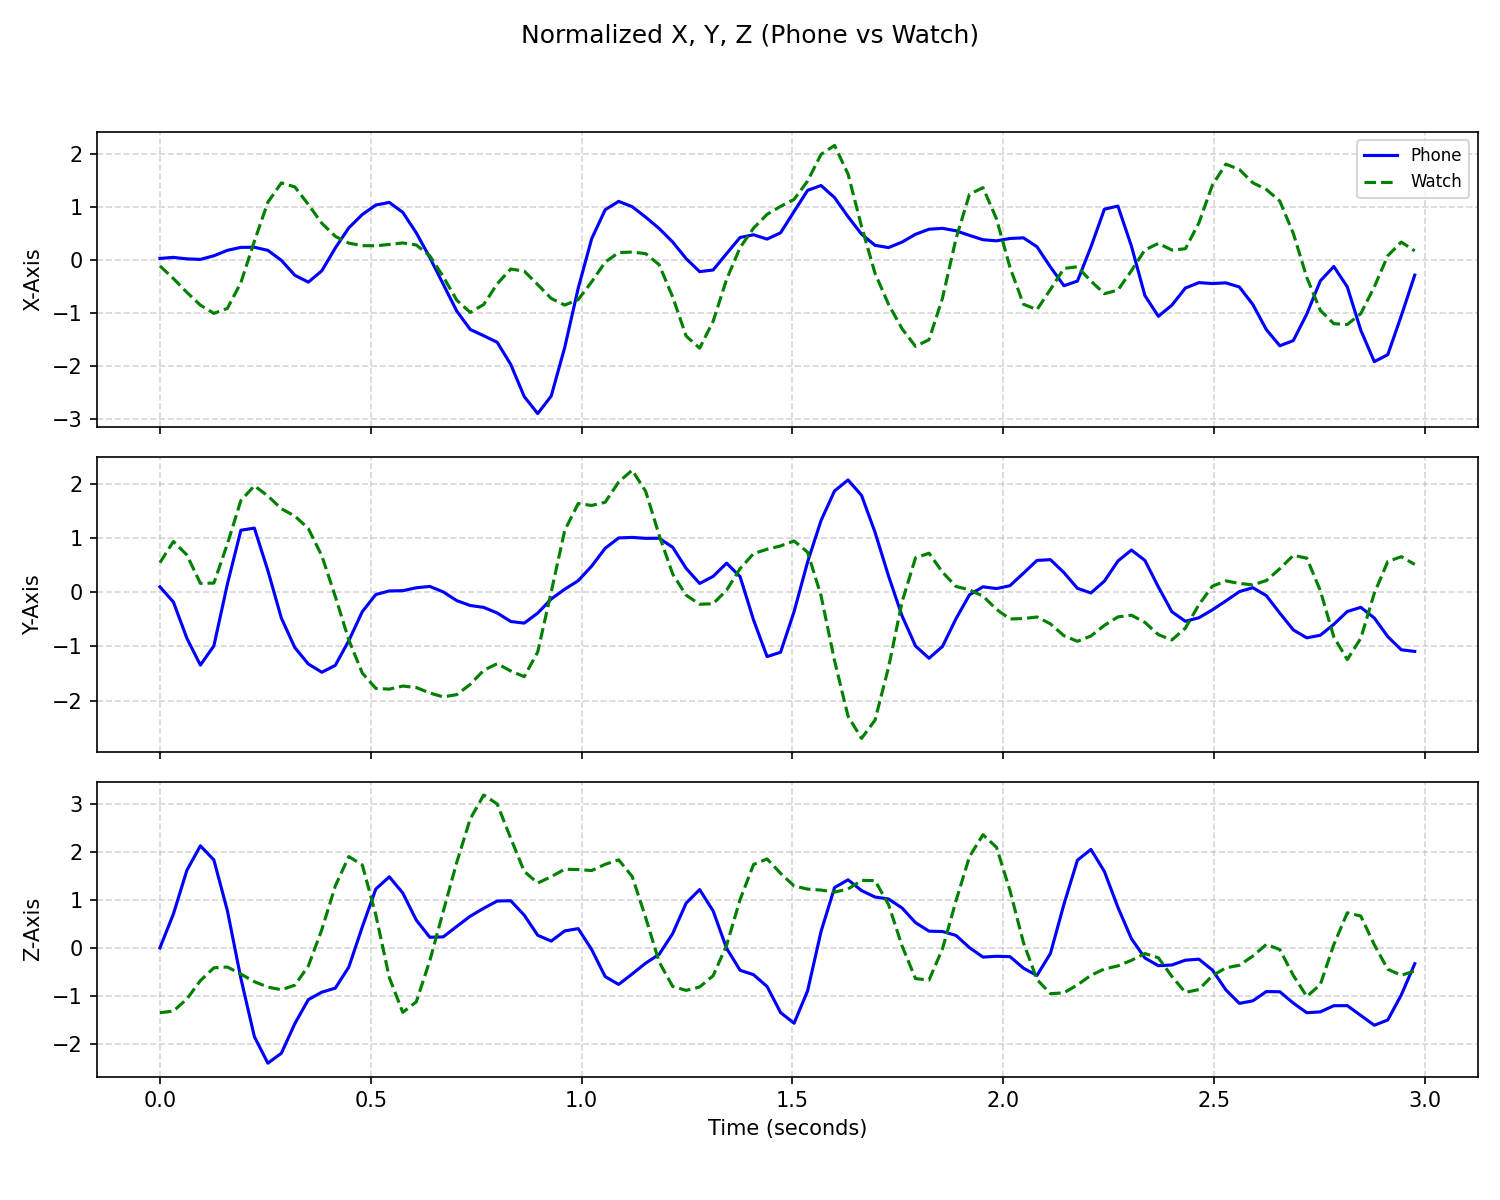 Normalized X, Y, Z (Phone vs Watch)
Phone
Watch
X-Axis
2
1
0
−1
−2
−3
Y-Axis
2
1
0
−1
−2
Z-Axis
3
2
1
0
−1
−2
0.0 0.5 1.0 1.5 2.0 2.5 3.0
Time (seconds)